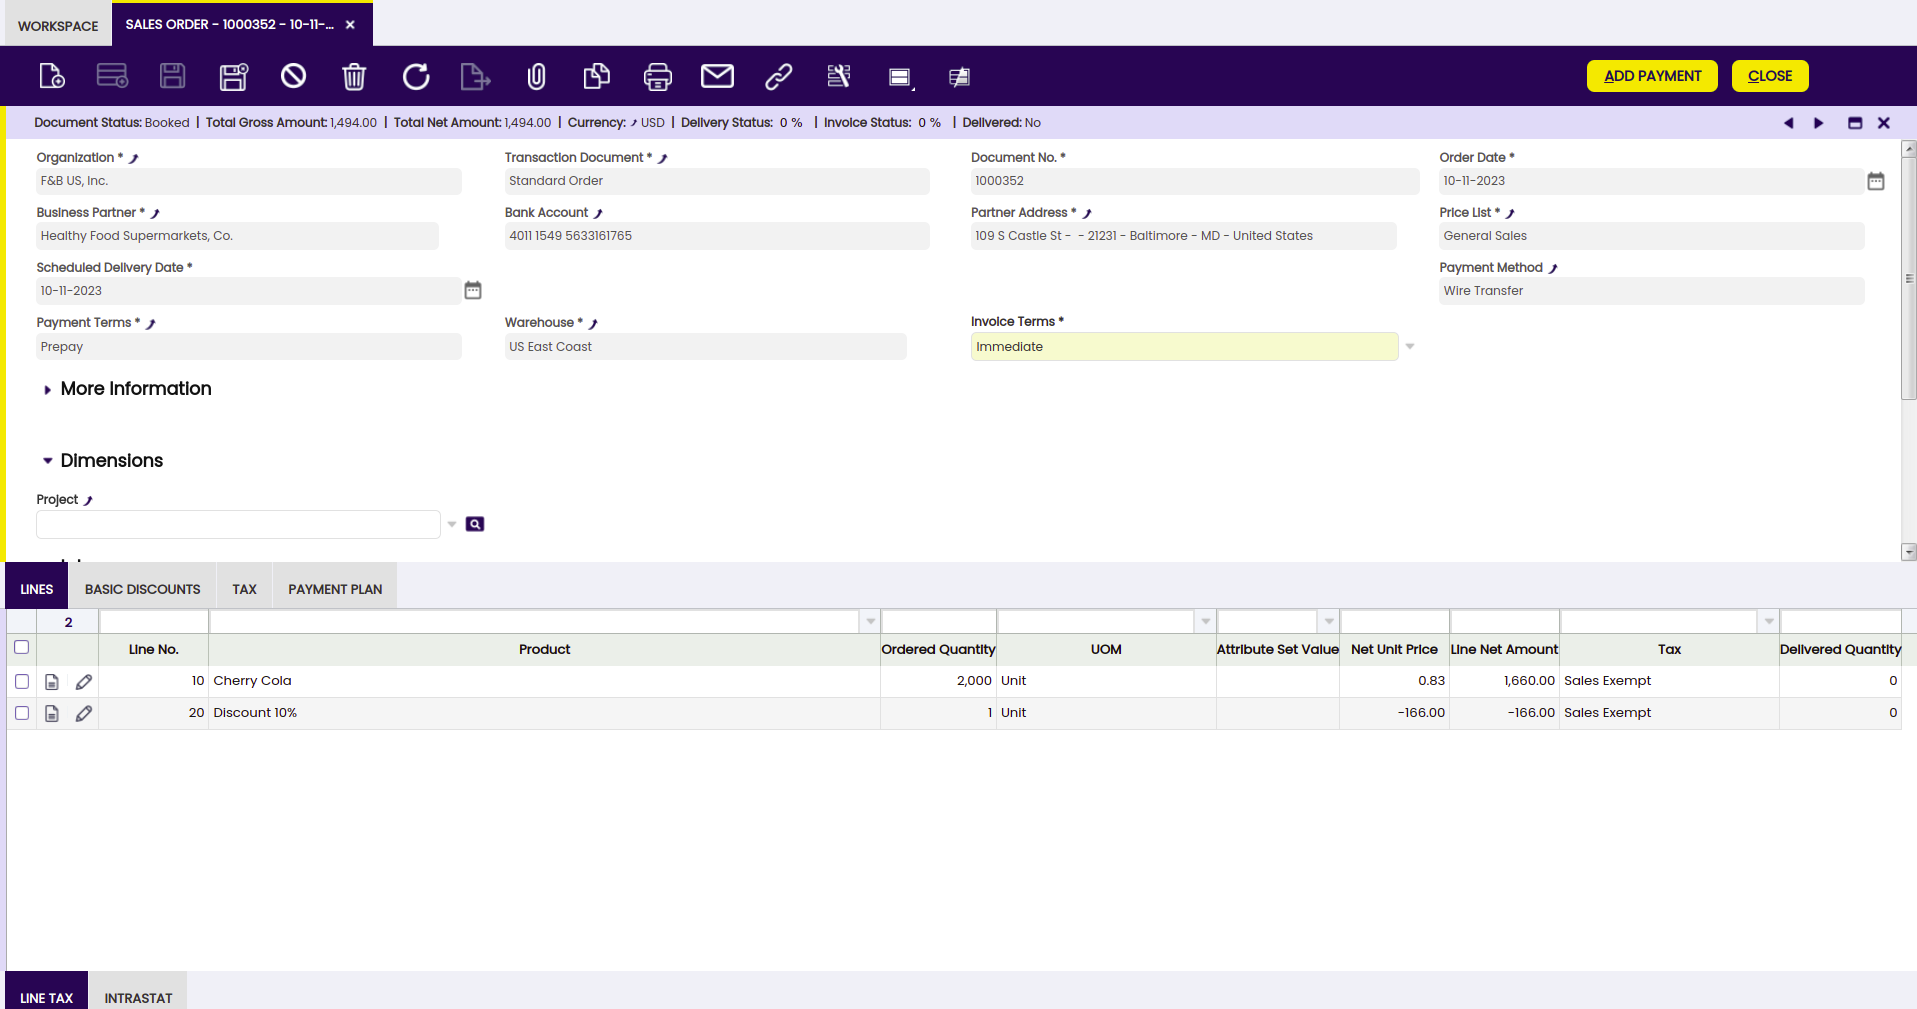 WORKSPACE
SALES ORDER - 1000352 - 10-11-...
ADD PAYMENT
CLOSE
Document Status: Booked | Total Gross Amount: 1,494.00 | Total Net Amount: 1,494.00 | Currency: USD | Delivery Status: 0 % | Invoice Status: 0 % | Delivered: No
Organization * Transaction Document * Document No. * Order Date *
F&B US, Inc. Standard Order 1000352 10-11-2023
Business Partner * Bank Account Partner Address * Price List *
Healthy Food Supermarkets, Co. 4011 1549 5633161765 109 S Castle St - - 21231 - Baltimore - MD - United States General Sales
Scheduled Delivery Date * Payment Method
10-11-2023 Wire Transfer
Payment Terms * Warehouse * Invoice Terms *
Prepay US East Coast Immediate
More Information
Dimensions
Project
LINES BASIC DISCOUNTS TAX PAYMENT PLAN
2
Line No. Product Ordered Quantity UOM Attribute Set Value Net Unit Price Line Net Amount Tax Delivered Quantity
10 Cherry Cola 2,000 Unit 0.83 1,660.00 Sales Exempt 0
20 Discount 10% 1 Unit -166.00 -166.00 Sales Exempt 0
LINE TAX INTRASTAT